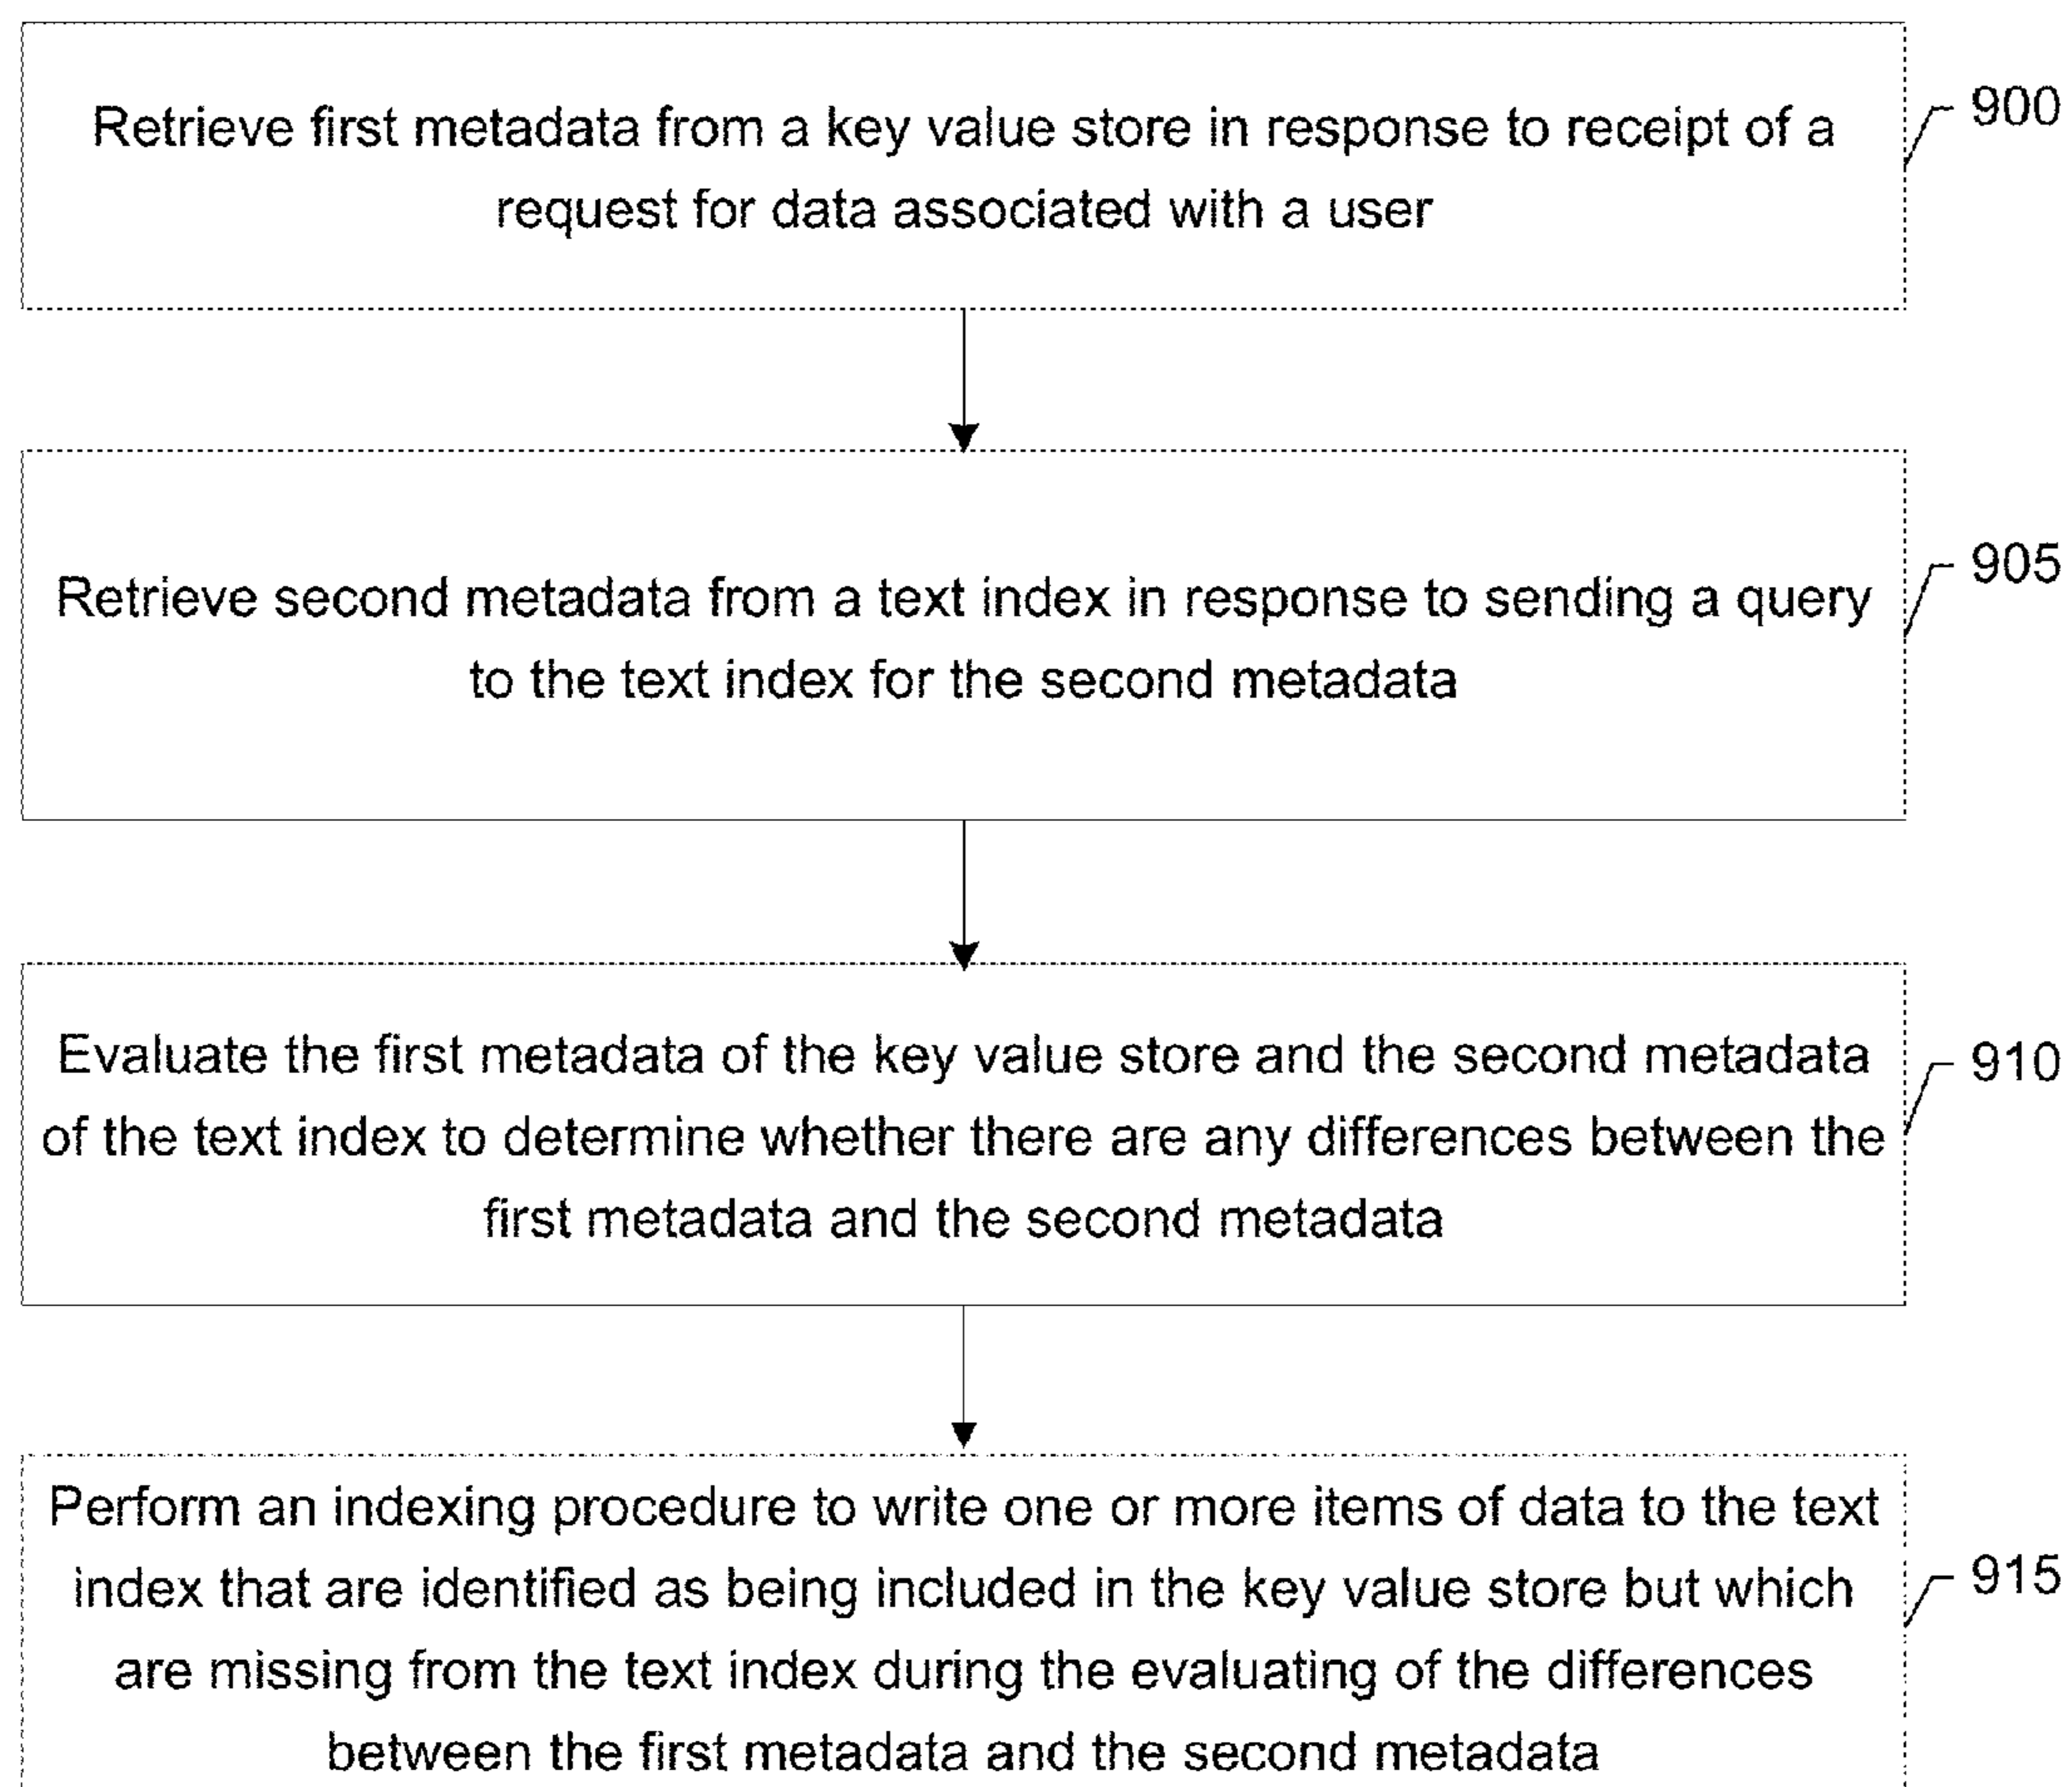 Retrieve first metadata from a key value store in response to receipt of a
request for data associated with a user
900
Retrieve second metadata from a text index in response to sending a query
to the text index for the second metadata
905
Evaluate the first metadata of the key value store and the second metadata
of the text index to determine whether there are any differences between the
first metadata and the second metadata
910
Perform an indexing procedure to write one or more items of data to the text
index that are identified as being included in the key value store but which
are missing from the text index during the evaluating of the differences
between the first metadata and the second metadata
915